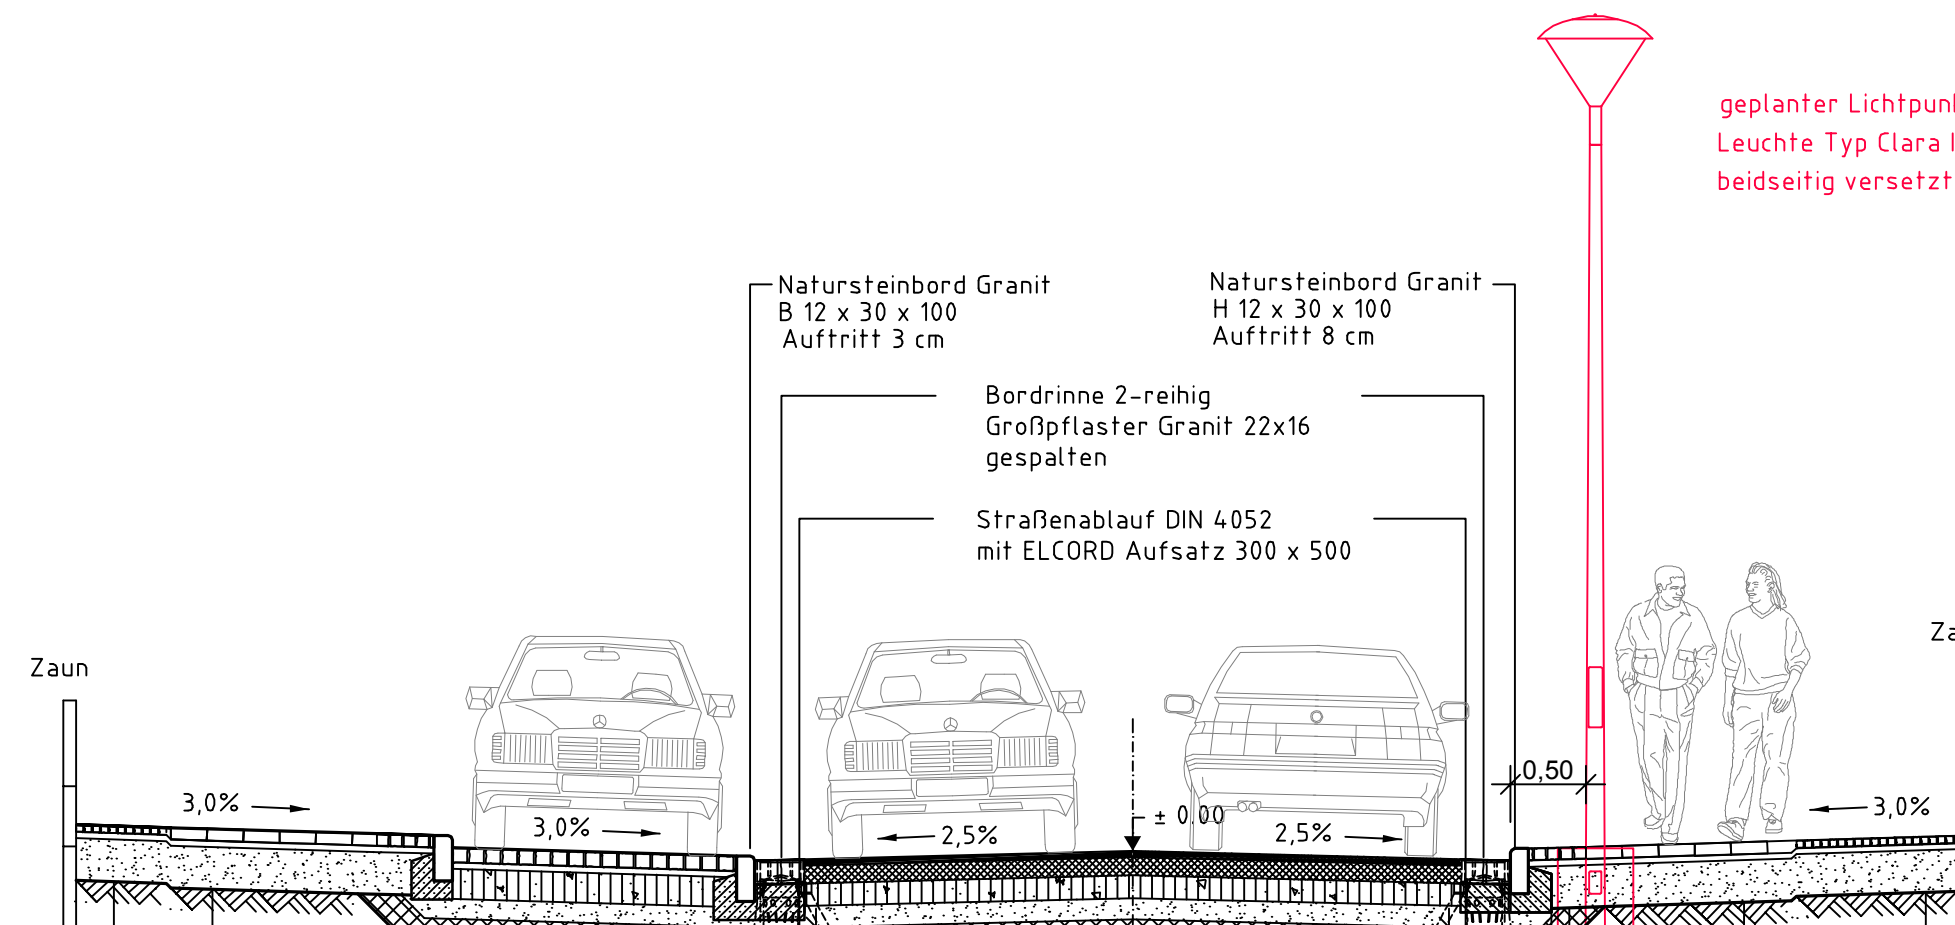 geplanter
Leuchte Typ Clara
beidseitig versetzt
Natursteinbord Granit
B 12 x 30 x 100
Auftritt 3 cm
Natursteinbord Granit
H 12 x 30 x 100
Auftritt 8 cm
Bordrinne 2-reihig
Großpflaster Granit 22x16
gespalten
Straßenablauf DIN 4052
mit ELCORD Aufsatz 300 x 500
Zaun
0,50
3,0%
3,0%
2,5%
± 0.00
2,5%
3,0%